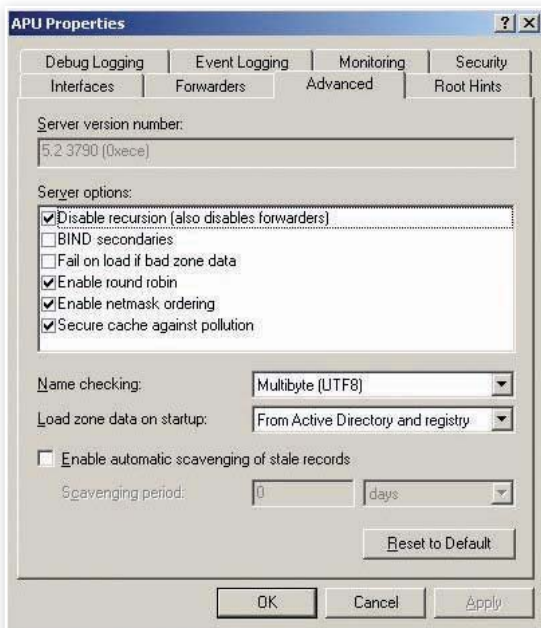 APU Properties
Debug Logging Event Logging Monitoring Security
Interfaces Forwarders Advanced Root Hints
Server version number:
5.2 3790 (0xece)
Server options:
Disable recursion (also disables forwarders)
BIND secondaries
Fail on load if bad zone data
Enable round robin
Enable netmask ordering
Secure cache against pollution
Name checking: Multibyte (UTF8)
Load zone data on startup: From Active Directory and registry
Enable automatic scavenging of stale records
Scavenging period: 0 days
Reset to Default
OK Cancel Apply